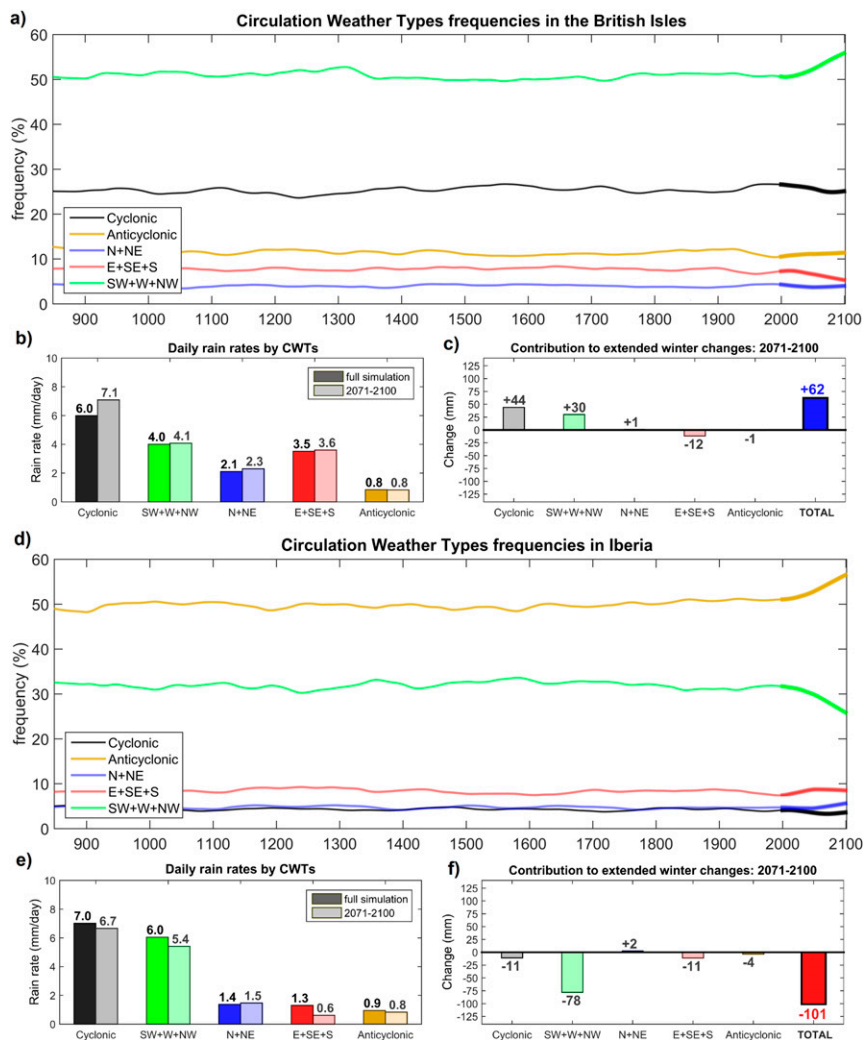 a)
Circulation Weather Types frequencies in the British Isles
60
50
40
30
20
10
0
frequency (%)
Cyclonic
Anticyclonic
N+NE
E+SE+S
SW+W+NW
900 1000 1100 1200 1300 1400 1500 1600 1700 1800 1900 2000 2100
b)
Daily rain rates by CWTs
10
8
6
4
2
0
Rain rate (mm/day)
full simulation
2071-2100
6.0 7.1
4.0 4.1
2.1 2.3
3.5 3.6
0.8 0.8
Cyclonic SW+W+NW N+NE E+SE+S Anticyclonic
c)
Contribution to extended winter changes: 2071-2100
125
100
75
50
25
0
-25
-50
-75
-100
-125
Change (mm)
+44 +30 +1 -12 -1 +62
Cyclonic SW+W+NW N+NE E+SE+S Anticyclonic TOTAL
d)
Circulation Weather Types frequencies in Iberia
60
50
40
30
20
10
0
frequency (%)
Cyclonic
Anticyclonic
N+NE
E+SE+S
SW+W+NW
900 1000 1100 1200 1300 1400 1500 1600 1700 1800 1900 2000 2100
e)
Daily rain rates by CWTs
10
8
6
4
2
0
Rain rate (mm/day)
full simulation
2071-2100
7.0 6.7
6.0 5.4
1.4 1.5
1.3 0.6
0.9 0.8
Cyclonic SW+W+NW N+NE E+SE+S Anticyclonic
f)
Contribution to extended winter changes: 2071-2100
125
100
75
50
25
0
-25
-50
-75
-100
-125
Change (mm)
-11 -78 +2 -11 -4 -101
Cyclonic SW+W+NW N+NE E+SE+S Anticyclonic TOTAL